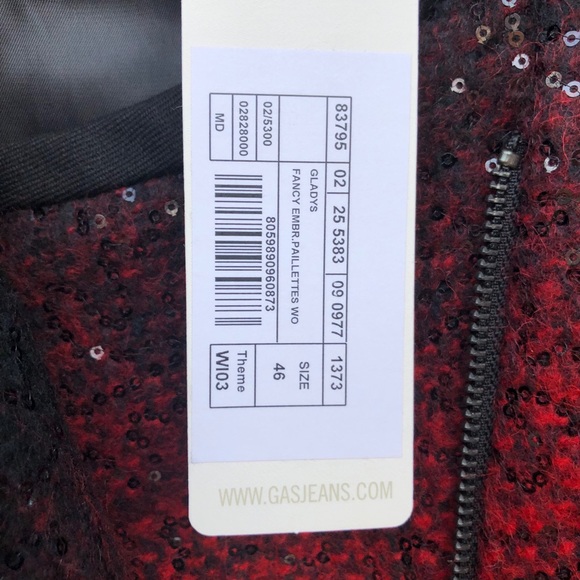 83795 02 25 5383 09 0977 1373
GLADYS SIZE
FANCY EMBR.PAILLETTES WO 46
02/5300
02828000
MD
8059890960873
Theme
WI03
WWW.GASJEANS.COM